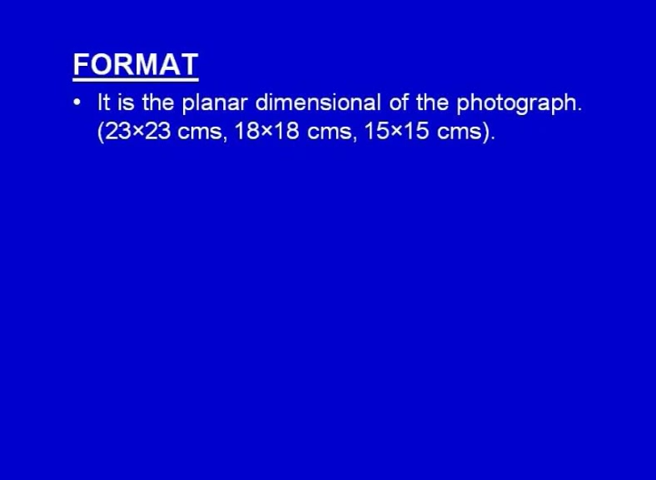 FORMAT
• It is the planar dimensional of the photograph.
(23×23 cms, 18×18 cms, 15×15 cms).